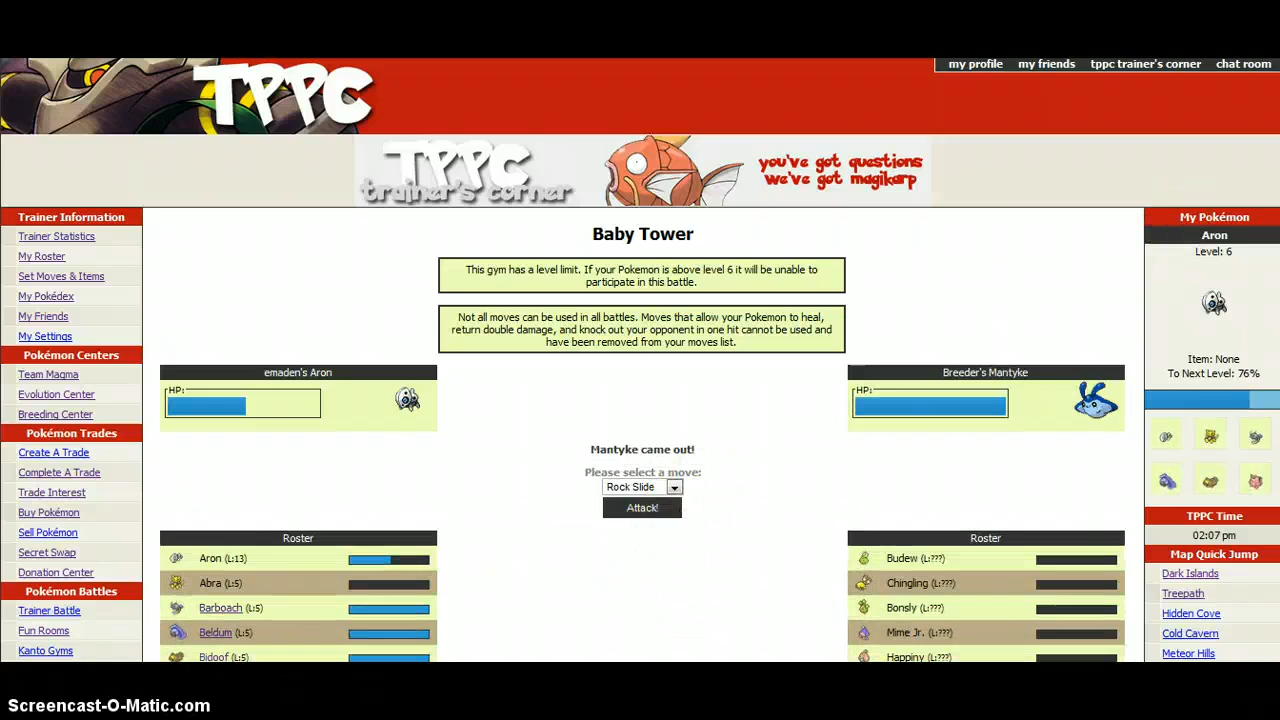 TPPC
my profile my friends tppc trainer's corner chat room
TPPC
trainer's corner
you've got questions
we've got magikarp
Trainer Information
Trainer Statistics
My Roster
Set Moves & Items
My Pokédex
My Friends
My Settings
Pokémon Centers
Team Magma
Evolution Center
Breeding Center
Pokémon Trades
Create A Trade
Complete A Trade
Trade Interest
Buy Pokémon
Sell Pokémon
Secret Swap
Donation Center
Pokémon Battles
Trainer Battle
Fun Rooms
Kanto Gyms
Baby Tower
This gym has a level limit. If your Pokemon is above level 6 it will be unable to
participate in this battle.
Not all moves can be used in all battles. Moves that allow your Pokemon to heal,
return double damage, and knock out your opponent in one hit cannot be used and
have been removed from your moves list.
emaden's Aron
HP:
Breeder's Mantyke
HP:
Mantyke came out!
Please select a move:
Rock Slide
Attack!
Roster
Aron (L:13)
Abra (L:5)
Barboach (L:5)
Beldum (L:5)
Bidoof (L:5)
Roster
Budew (L:???)
Chingling (L:???)
Bonsly (L:???)
Mime Jr. (L:???)
Happiny (L:???)
My Pokémon
Aron
Level: 6
Item: None
To Next Level: 76%
TPPC Time
02:07 pm
Map Quick Jump
Dark Islands
Treepath
Hidden Cove
Cold Cavern
Meteor Hills
Screencast-O-Matic.com